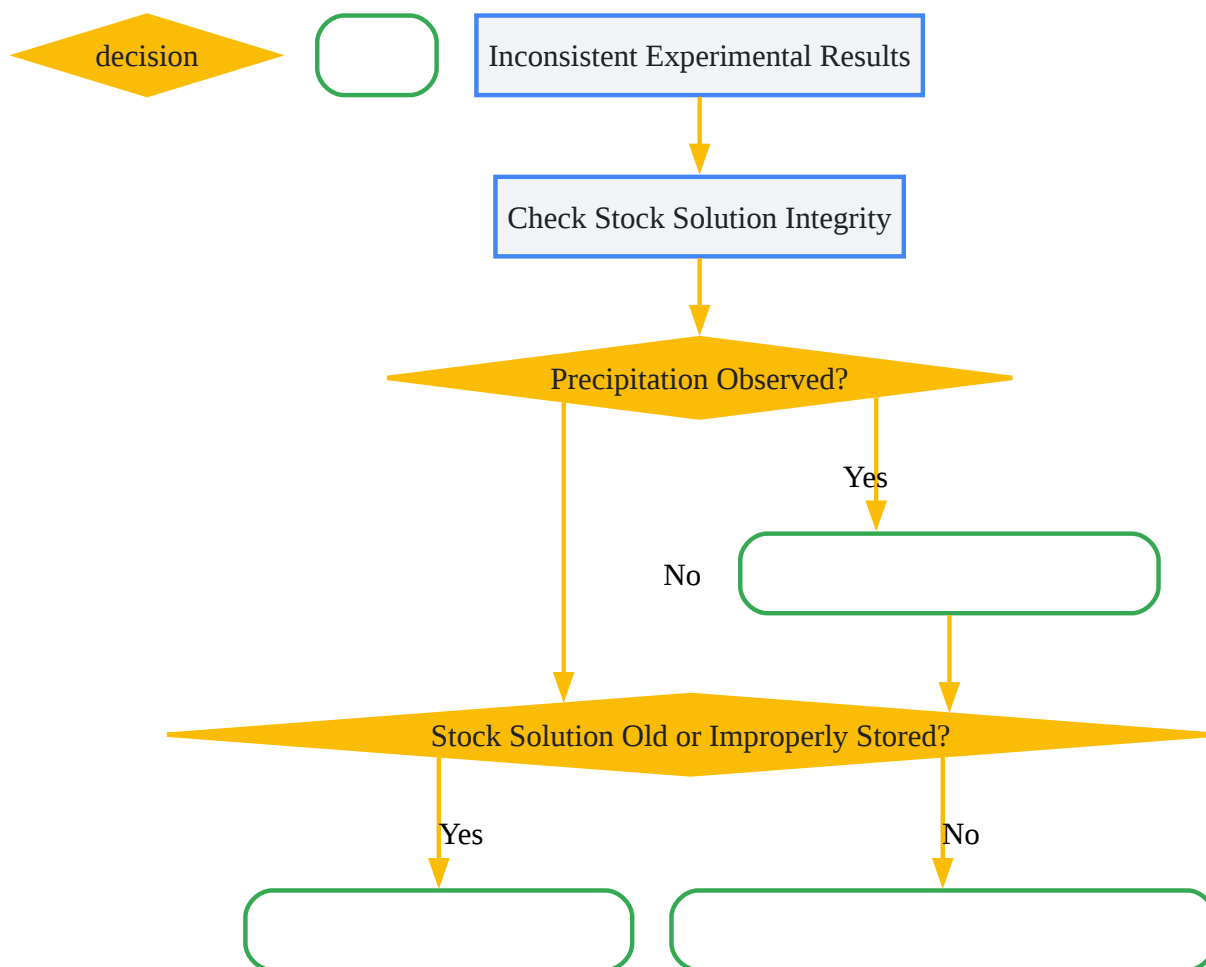 decision
Inconsistent Experimental Results
Check Stock Solution Integrity
Precipitation Observed?
Yes
No
Stock Solution Old or Improperly Stored?
Yes
No